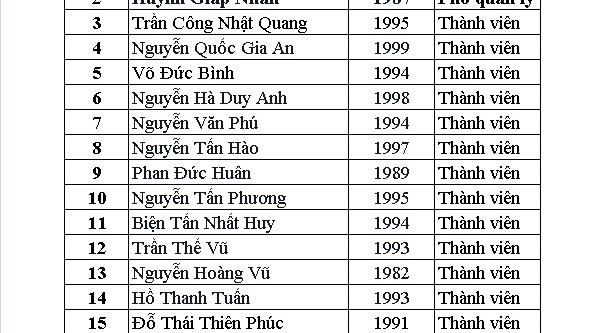 2 Huỳnh Giáp Nhân 1987 Phó quản lý
3 Trần Công Nhật Quang 1995 Thành viên
4 Nguyễn Quốc Gia An 1999 Thành viên
5 Võ Đức Bình 1994 Thành viên
6 Nguyễn Hà Duy Anh 1998 Thành viên
7 Nguyễn Văn Phú 1994 Thành viên
8 Nguyễn Tấn Hào 1997 Thành viên
9 Phan Đức Huân 1989 Thành viên
10 Nguyễn Tấn Phương 1995 Thành viên
11 Biện Tấn Nhất Huy 1994 Thành viên
12 Trần Thế Vũ 1993 Thành viên
13 Nguyễn Hoàng Vũ 1982 Thành viên
14 Hồ Thanh Tuấn 1993 Thành viên
15 Đỗ Thái Thiên Phúc 1991 Thành viên